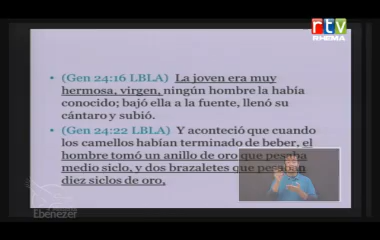 rtv
RHEMA
• (Gen 24:16 LBLA) La joven era muy
hermosa, virgen, ningún hombre la había
conocido; bajó ella a la fuente, llenó su
cántaro y subió.
• (Gen 24:22 LBLA) Y aconteció que cuando
los camellos habían terminado de beber, el
hombre tomó un anillo de oro que pesaba
medio siclo, y dos brazaletes que pesaban
diez siclos de oro,
Ebenezer